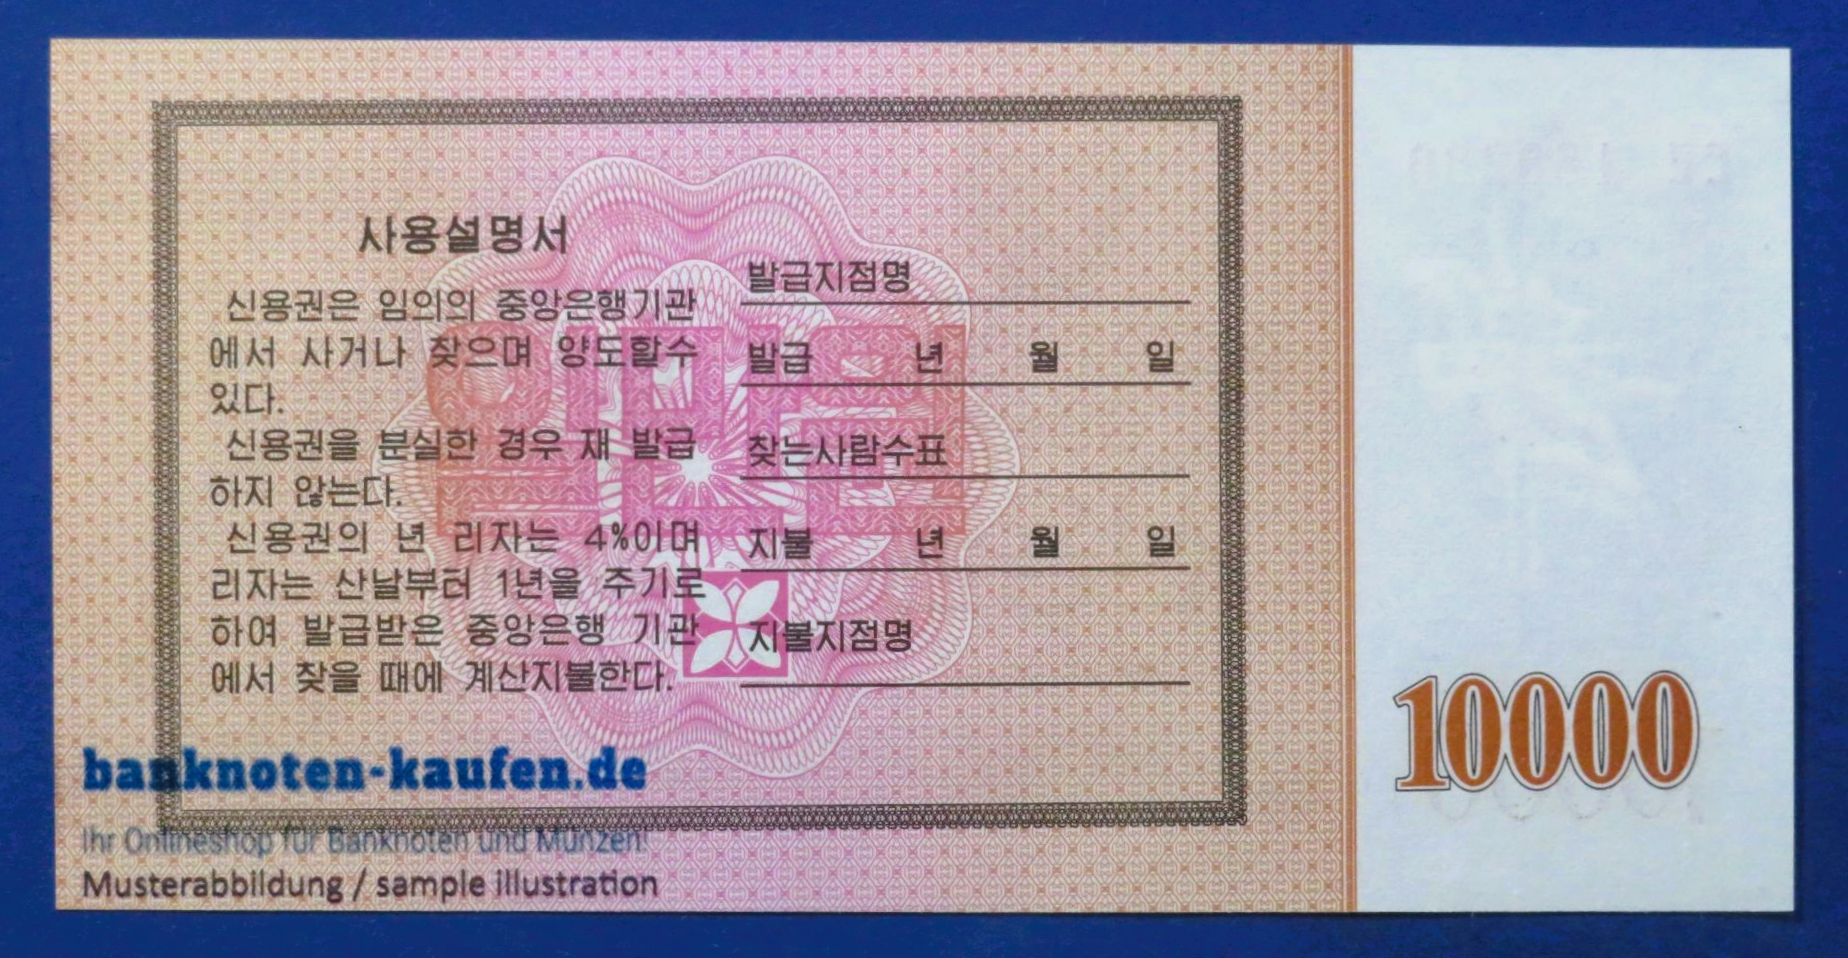 사용설명서
신용권은 임의의 중앙은행기관
에서 사거나 찾으며 양도할수
있다.
신용권을 분실한 경우 재 발급
하지 않는다.
신용권의 년 리자는 4%이며
리자는 산날부터 1년을 주기로
하여 발급받은 중앙은행 기관
에서 찾을 때에 계산지불한다.
발급지점명
발급 년 월 일
찾는사람수표
지불 년 월 일
지불지점명
일만원
10000
banknoten-kaufen.de
Ihr Onlineshop für Banknoten und Münzen!
Musterabbildung / sample illustration